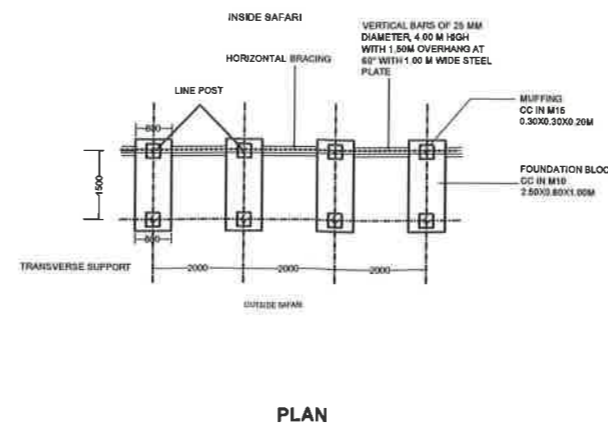 INSIDE SAFARI
VERTICAL BARS OF 25 MM
DIAMETER, 4.00 M HIGH
WITH 1.50M OVERHANG AT
60° WITH 1.00 M WIDE STEEL
PLATE
HORIZONTAL BRACING
LINE POST
MUFFING
CC IN M15
0.30X0.30X0.20M
600
1500
FOUNDATION BLOC
CC IN M10
2.50X0.60X1.00M
600
TRANSVERSE SUPPORT
2000
2000
2000
OUTSIDE SAFARI
PLAN